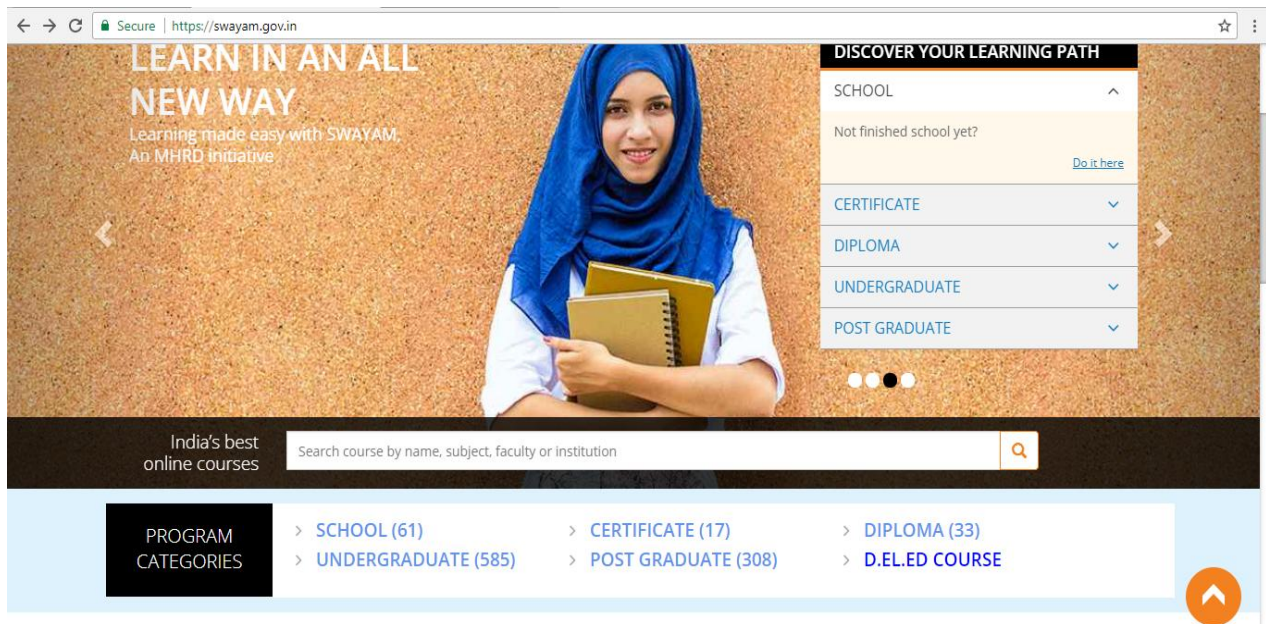 Secure | https://swayam.gov.in
LEARN IN AN ALL
NEW WAY
Learning made easy with SWAYAM,
An MHRD initiative
DISCOVER YOUR LEARNING PATH
SCHOOL
Not finished school yet?
Do it here
CERTIFICATE
DIPLOMA
UNDERGRADUATE
POST GRADUATE
India's best
online courses
Search course by name, subject, faculty or institution
PROGRAM
CATEGORIES
SCHOOL (61)
CERTIFICATE (17)
DIPLOMA (33)
UNDERGRADUATE (585)
POST GRADUATE (308)
D.EL.ED COURSE